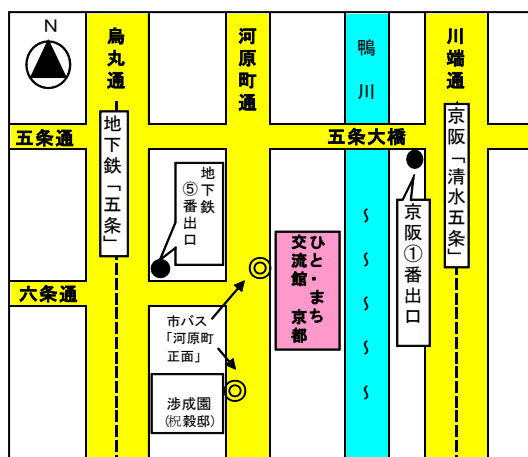 N
烏丸通
河原町通
鴨川
川端通
五条通
五条大橋
地下鉄「五条」
地下鉄
⑤番出口
京阪「清水五条」
京阪①番出口
ひと・まち
交流館 京都
六条通
市バス
「河原町
正面」
渉成園
(枳殻邸)